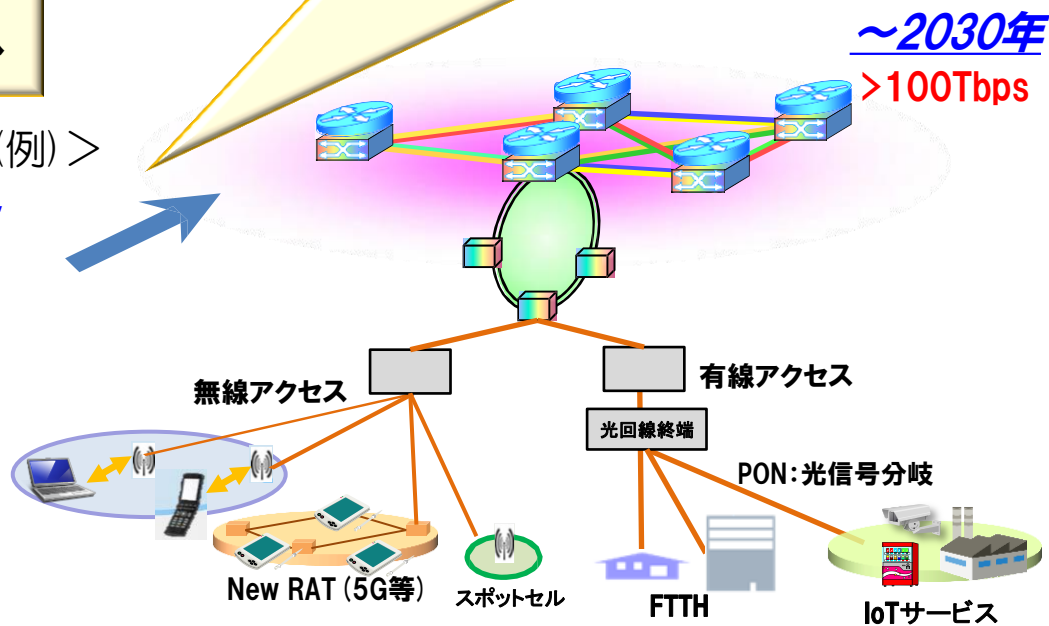 ～2030年
>100Tbps
(例)＞
無線アクセス
有線アクセス
光回線終端
PON：光信号分岐
New RAT (5G等)
スポットセル
FTTH
IoTサービス